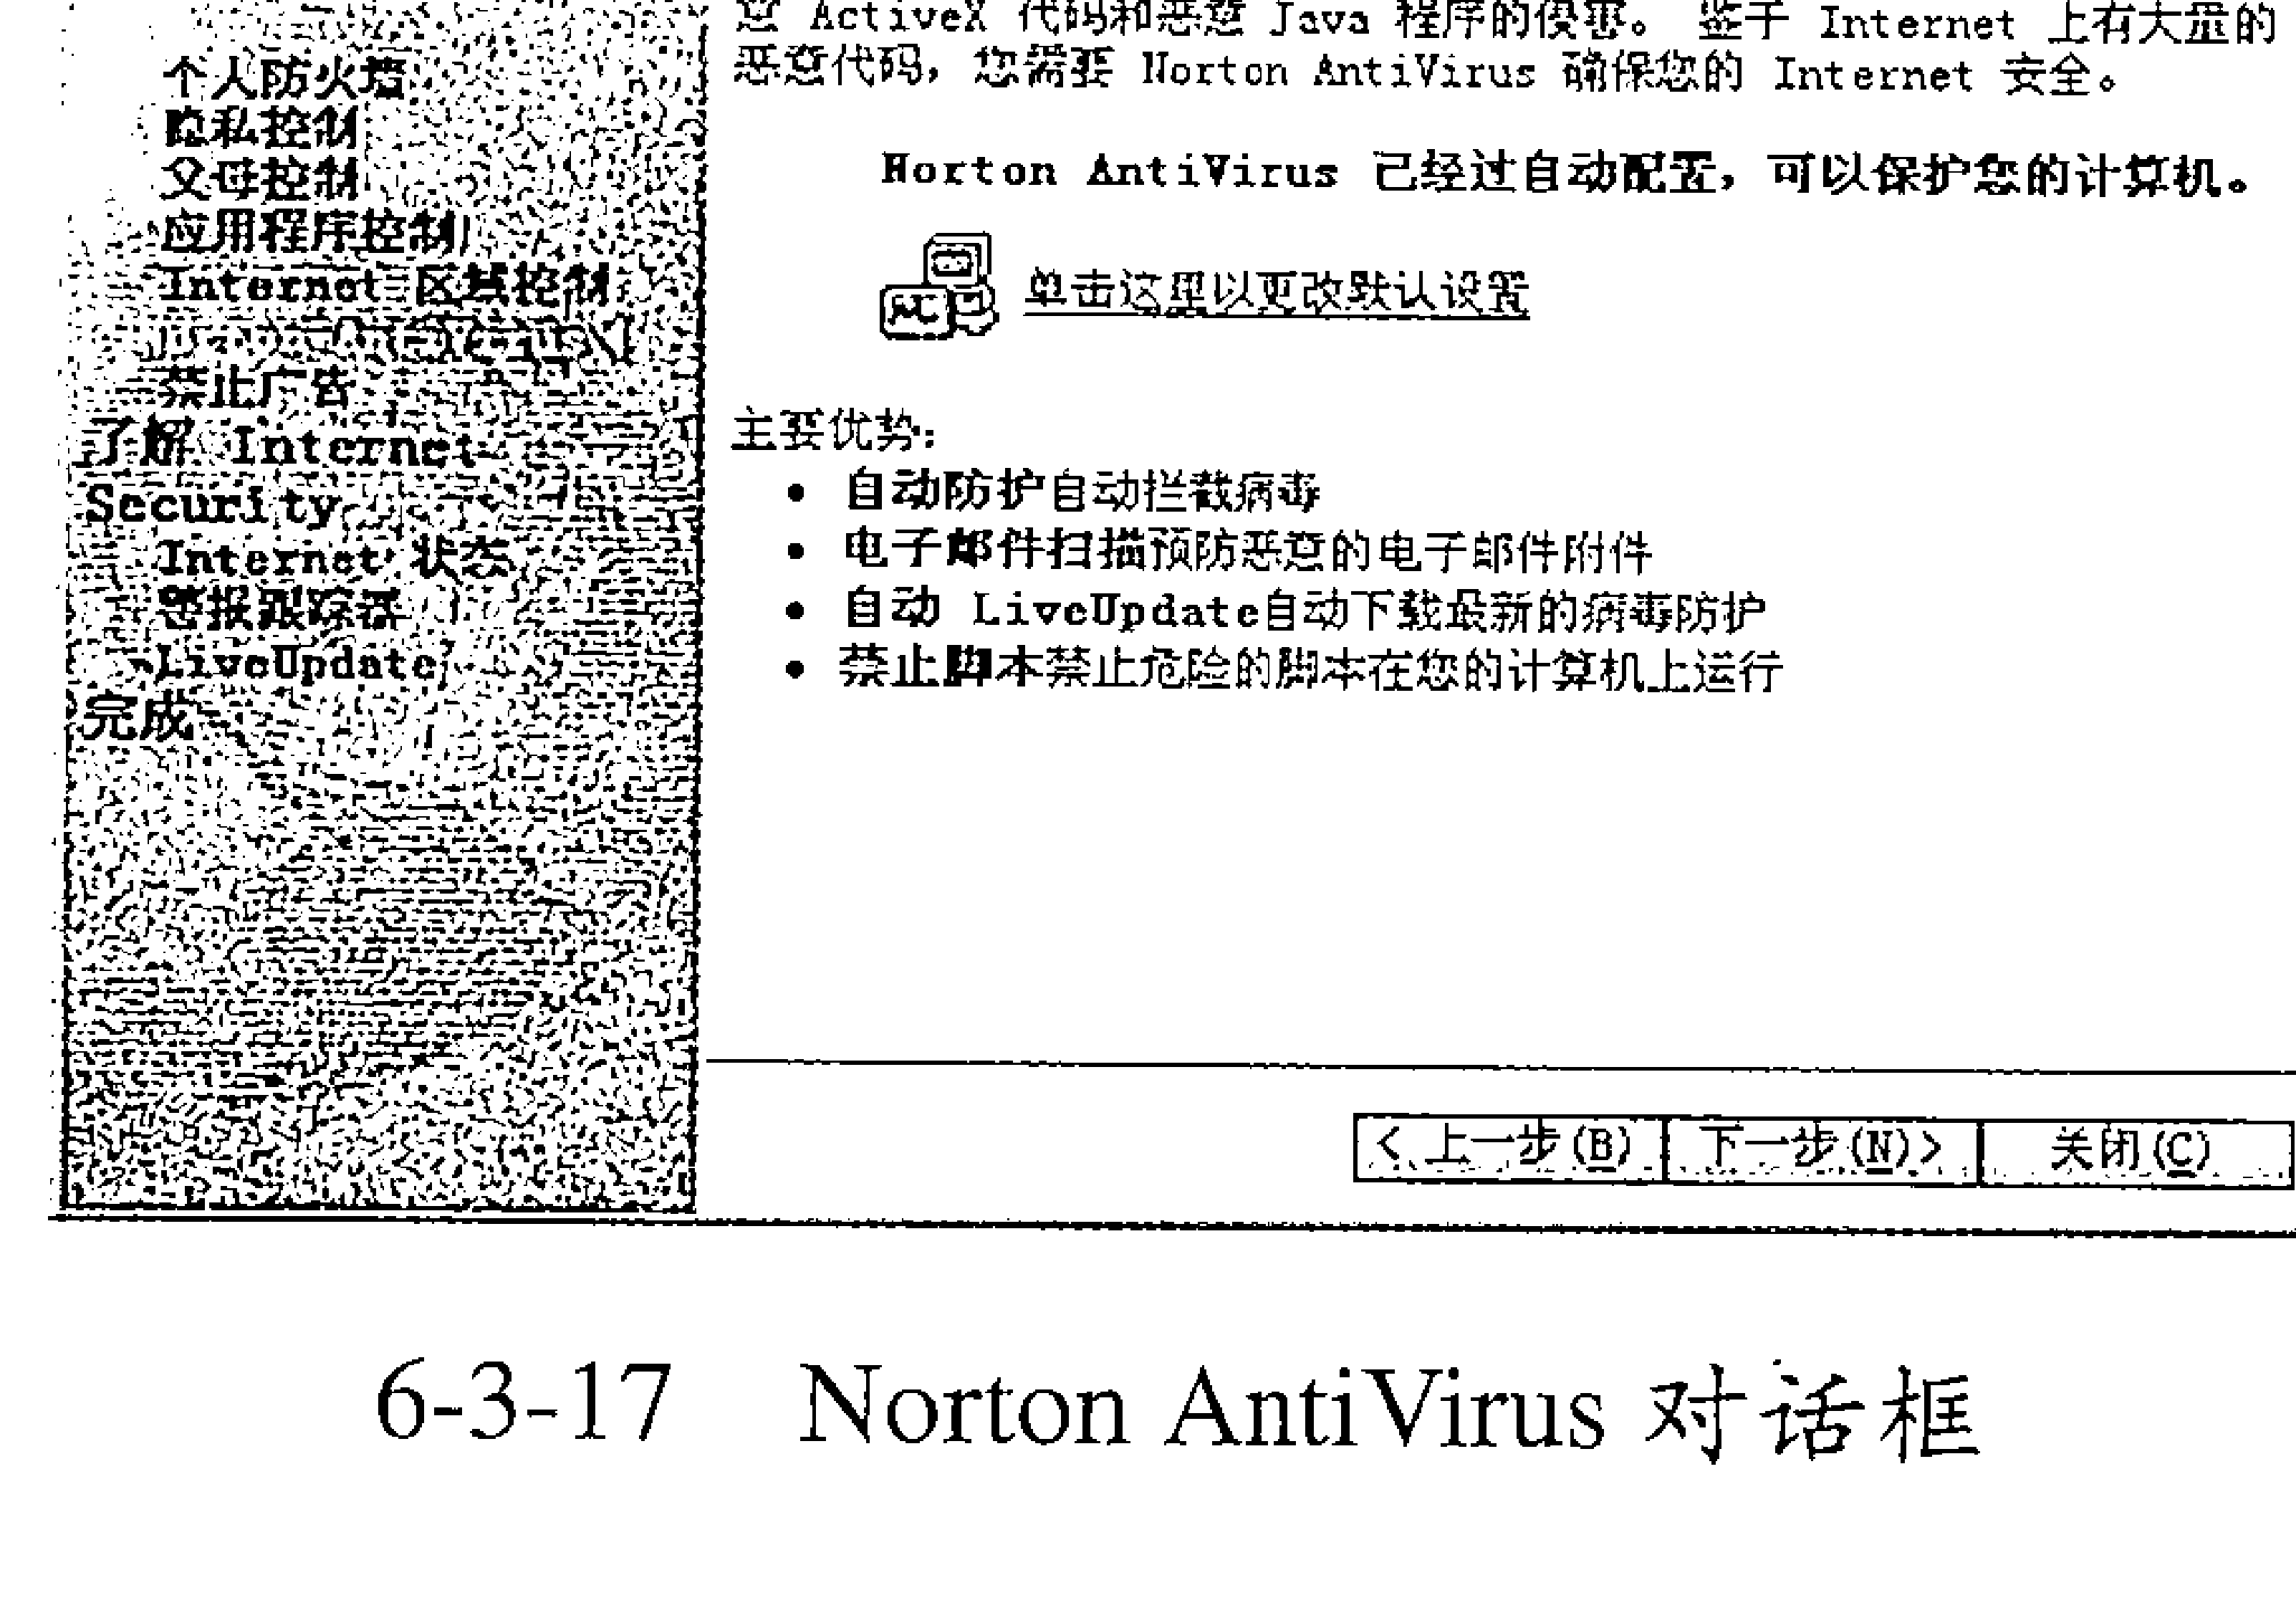 意 ActiveX 代码和恶意 Java 程序的侵害。 鉴于 Internet 上有大量的
恶意代码，您需要 Norton AntiVirus 确保您的 Internet 安全。
Norton AntiVirus 已经过自动配置，可以保护您的计算机。
单击这里以更改默认设置
主要优势：
• 自动防护自动拦截病毒
• 电子邮件扫描预防恶意的电子邮件附件
• 自动 LiveUpdate自动下载最新的病毒防护
• 禁止脚本禁止危险的脚本在您的计算机上运行
个人防火墙
隐私控制
父母控制
应用程序控制
Internet 区域控制
禁止广告
了解 Internet
Security
Internet 状态
警报跟踪器
LiveUpdate
完成
< 上一步(B) 下一步(N)> 关闭(C)
6-3-17 Norton AntiVirus 对话框